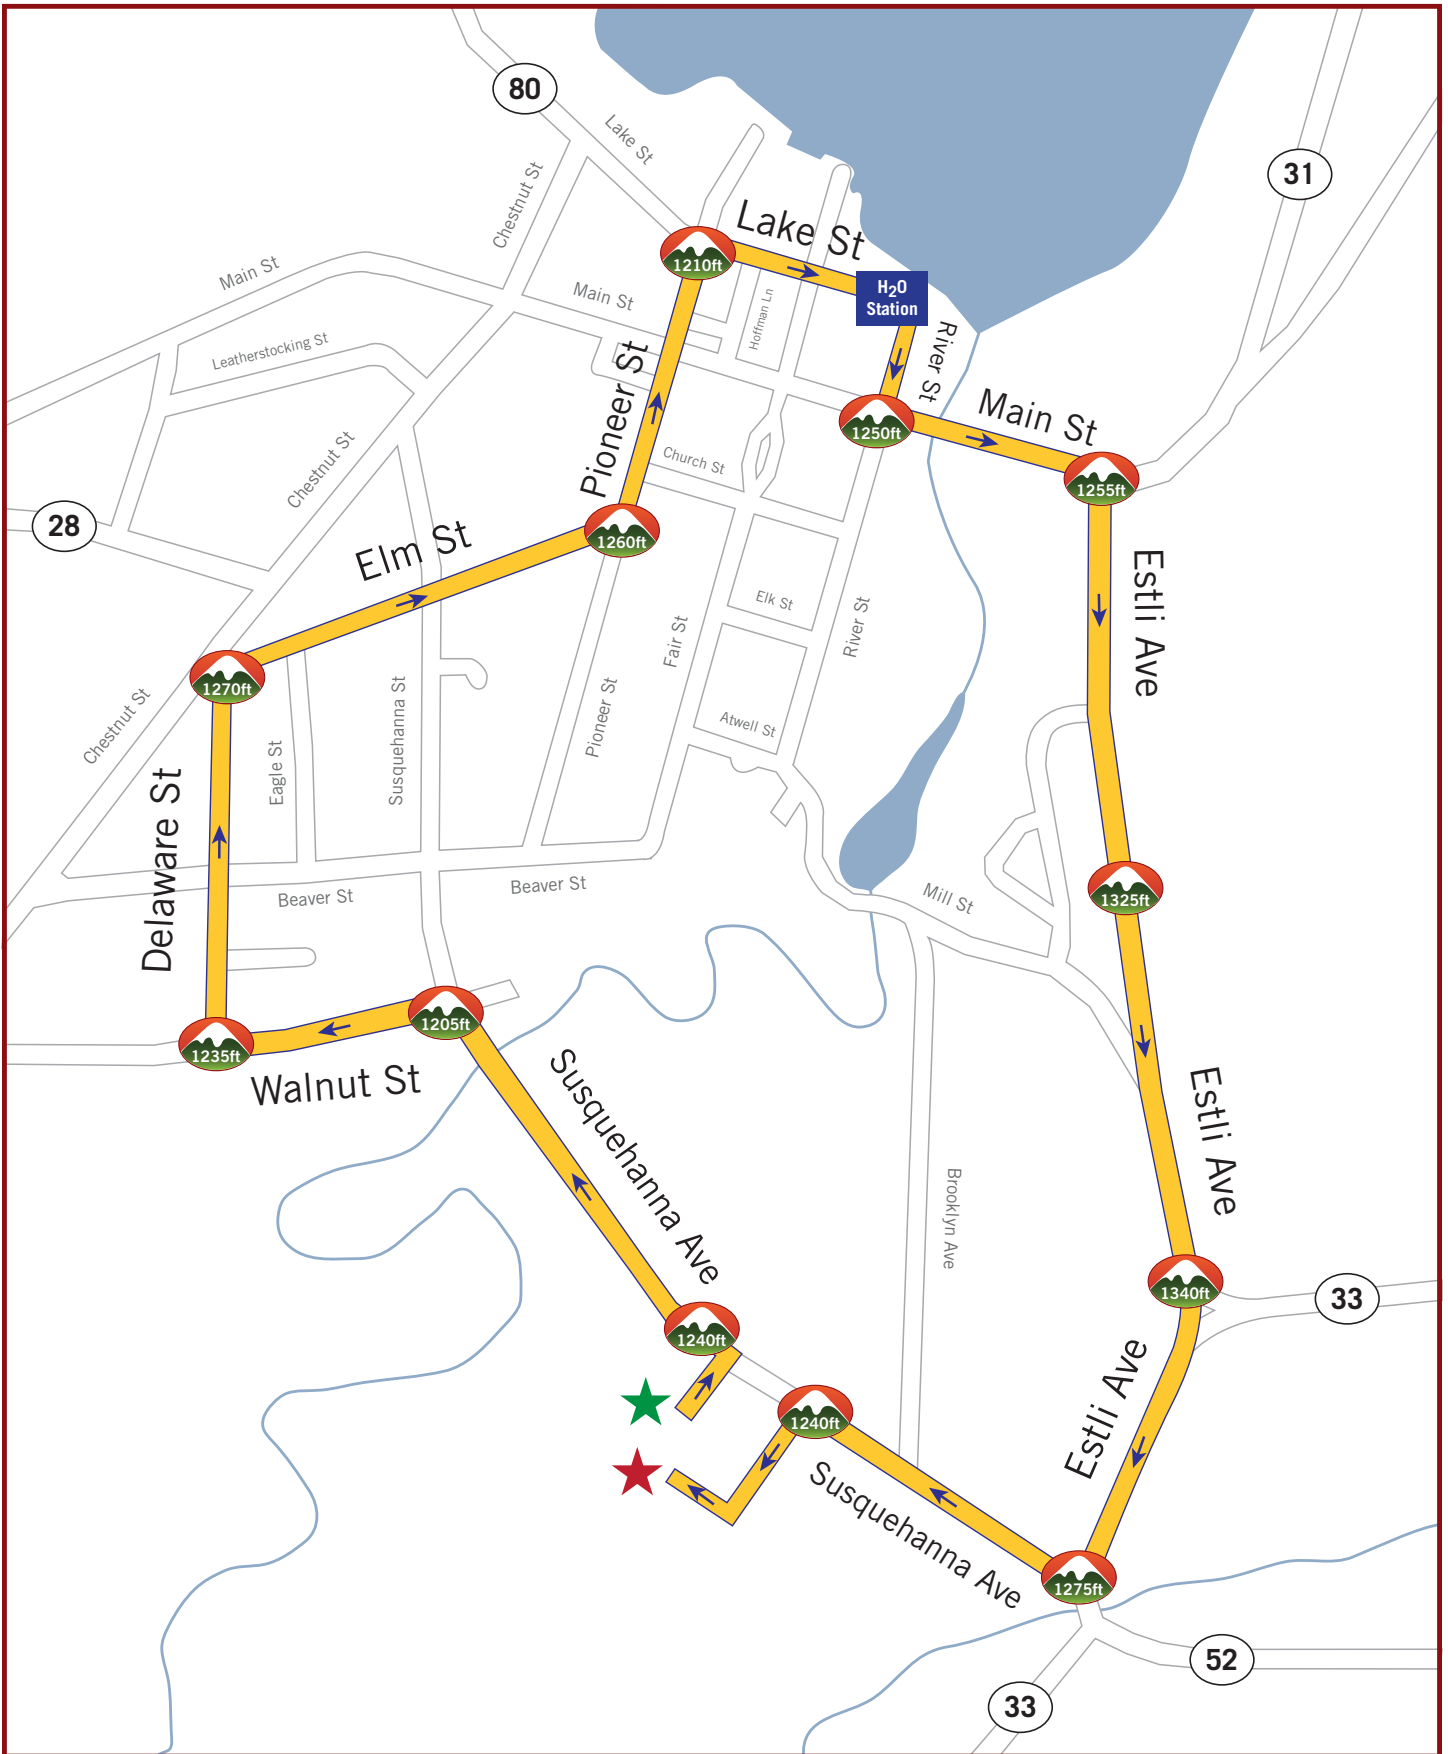 80
Lake St
31
Chestnut St
Lake St
1210ft
Main St
H2O
Station
Main St
Hoffman Ln
River St
Leatherstocking St
Pioneer St
Main St
1250ft
Chestnut St
Church St
1255ft
28
Elm St
1260ft
Estli Ave
Elk St
River St
Fair St
1270ft
Chestnut St
Susquehanna St
Pioneer St
Atwell St
Eagle St
Delaware St
Beaver St
Beaver St
Mill St
1325ft
1205ft
1235ft
Walnut St
Susquehanna Ave
Estli Ave
Brooklyn Ave
1340ft
33
1240ft
Estli Ave
1240ft
Susquehanna Ave
1275ft
52
33